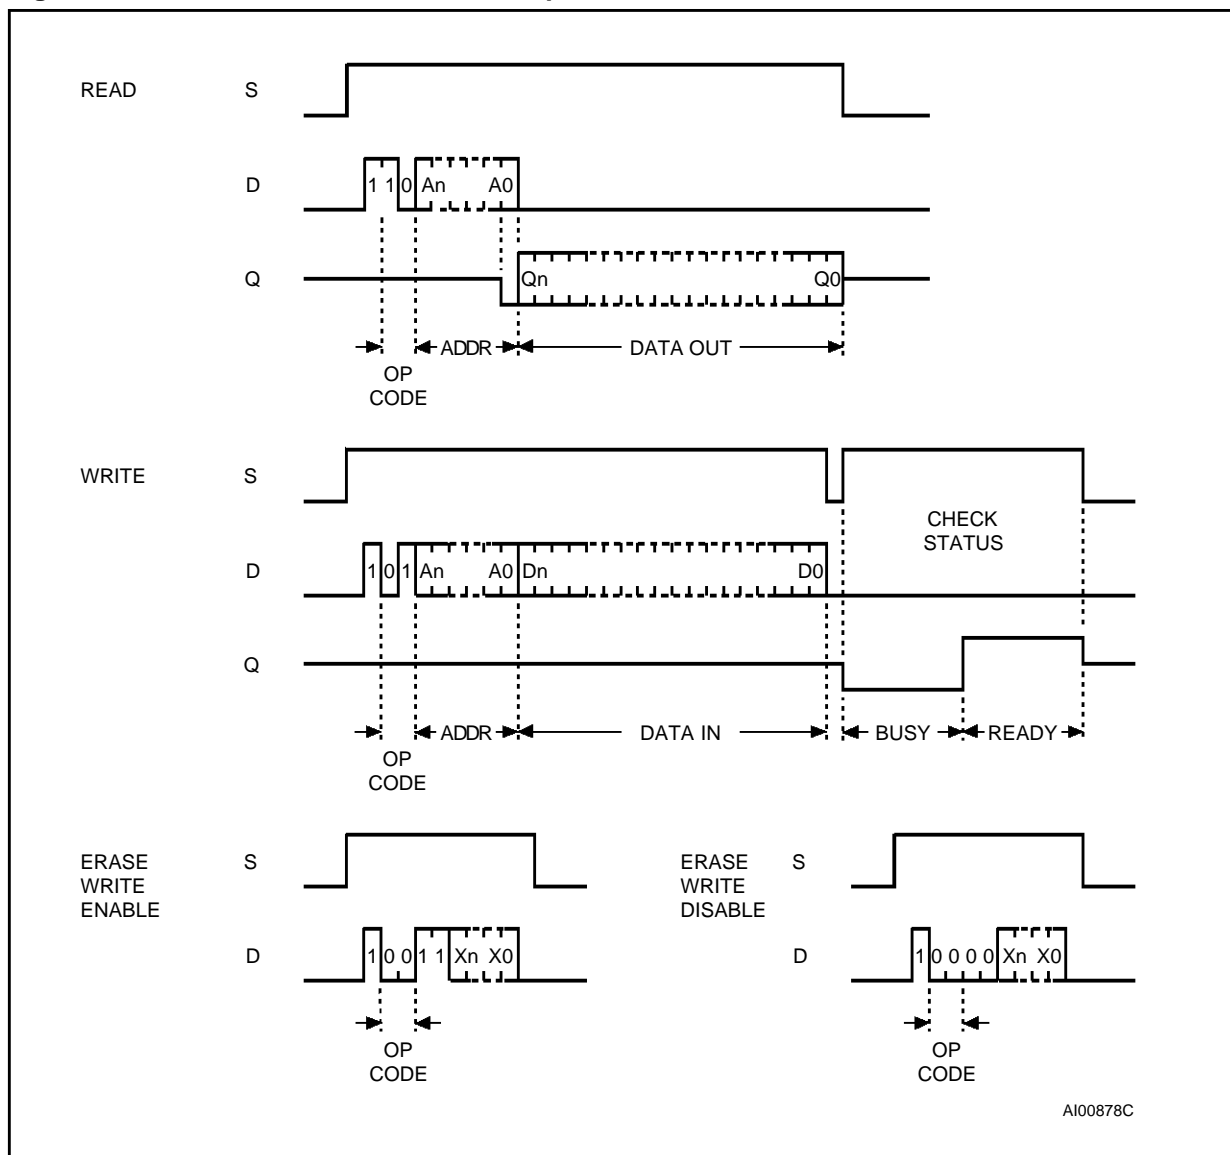 READ S
D 1 1 0 An A0
Q Qn Q0
ADDR DATA OUT
OP
CODE
WRITE S
CHECK
STATUS
D 1 0 1 An A0 Dn D0
Q
ADDR DATA IN BUSY READY
OP
CODE
ERASE S
WRITE
ENABLE
D 1 0 0 1 1 Xn X0
OP
CODE
ERASE S
WRITE
DISABLE
D 1 0 0 0 0 Xn X0
OP
CODE
AI00878C